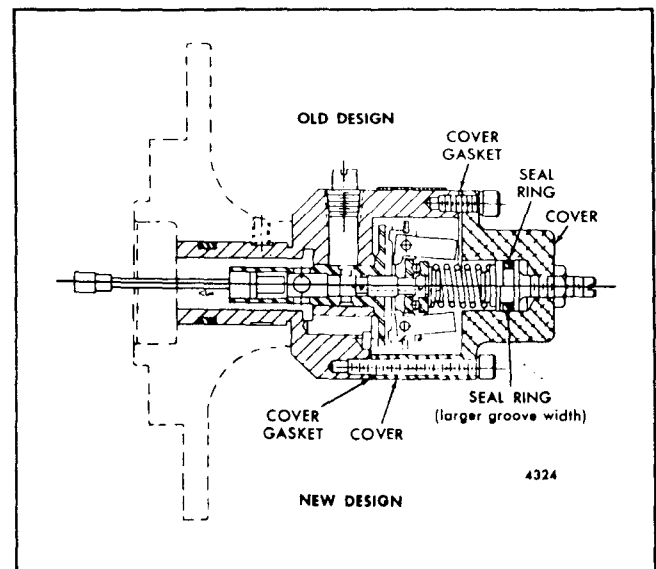 OLD DESIGN
COVER
GASKET
SEAL
RING
COVER
SEAL RING
(larger groove width)
COVER
GASKET
COVER
4324
NEW DESIGN